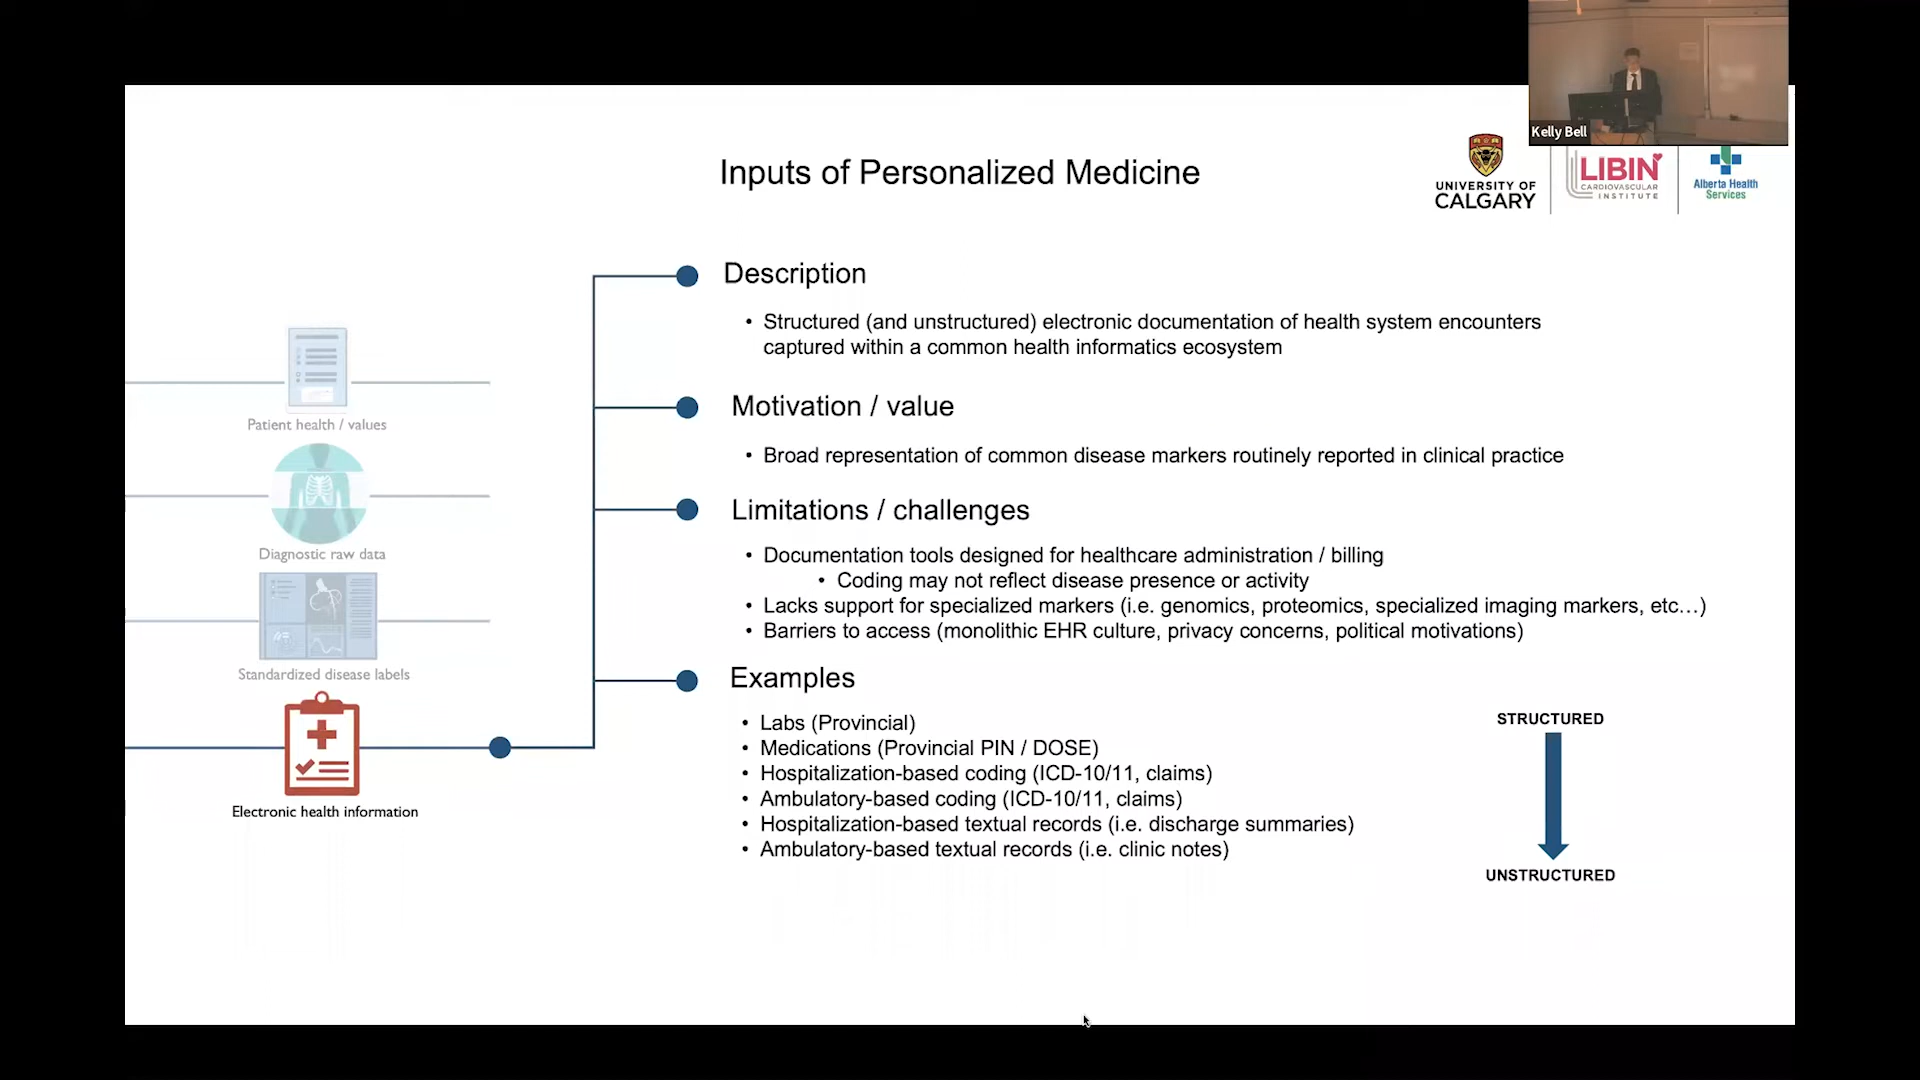 Kelly Bell
Inputs of Personalized Medicine
UNIVERSITY OF
CALGARY
LIBIN
CARDIOVASCULAR
INSTITUTE
Alberta Health
Services
Description
• Structured (and unstructured) electronic documentation of health system encounters
captured within a common health informatics ecosystem
Motivation / value
• Broad representation of common disease markers routinely reported in clinical practice
Limitations / challenges
• Documentation tools designed for healthcare administration / billing
• Coding may not reflect disease presence or activity
• Lacks support for specialized markers (i.e. genomics, proteomics, specialized imaging markers, etc...)
• Barriers to access (monolithic EHR culture, privacy concerns, political motivations)
Examples
• Labs (Provincial)
• Medications (Provincial PIN / DOSE)
• Hospitalization-based coding (ICD-10/11, claims)
• Ambulatory-based coding (ICD-10/11, claims)
• Hospitalization-based textual records (i.e. discharge summaries)
• Ambulatory-based textual records (i.e. clinic notes)
STRUCTURED
UNSTRUCTURED
Patient health / values
Diagnostic raw data
Standardized disease labels
Electronic health information